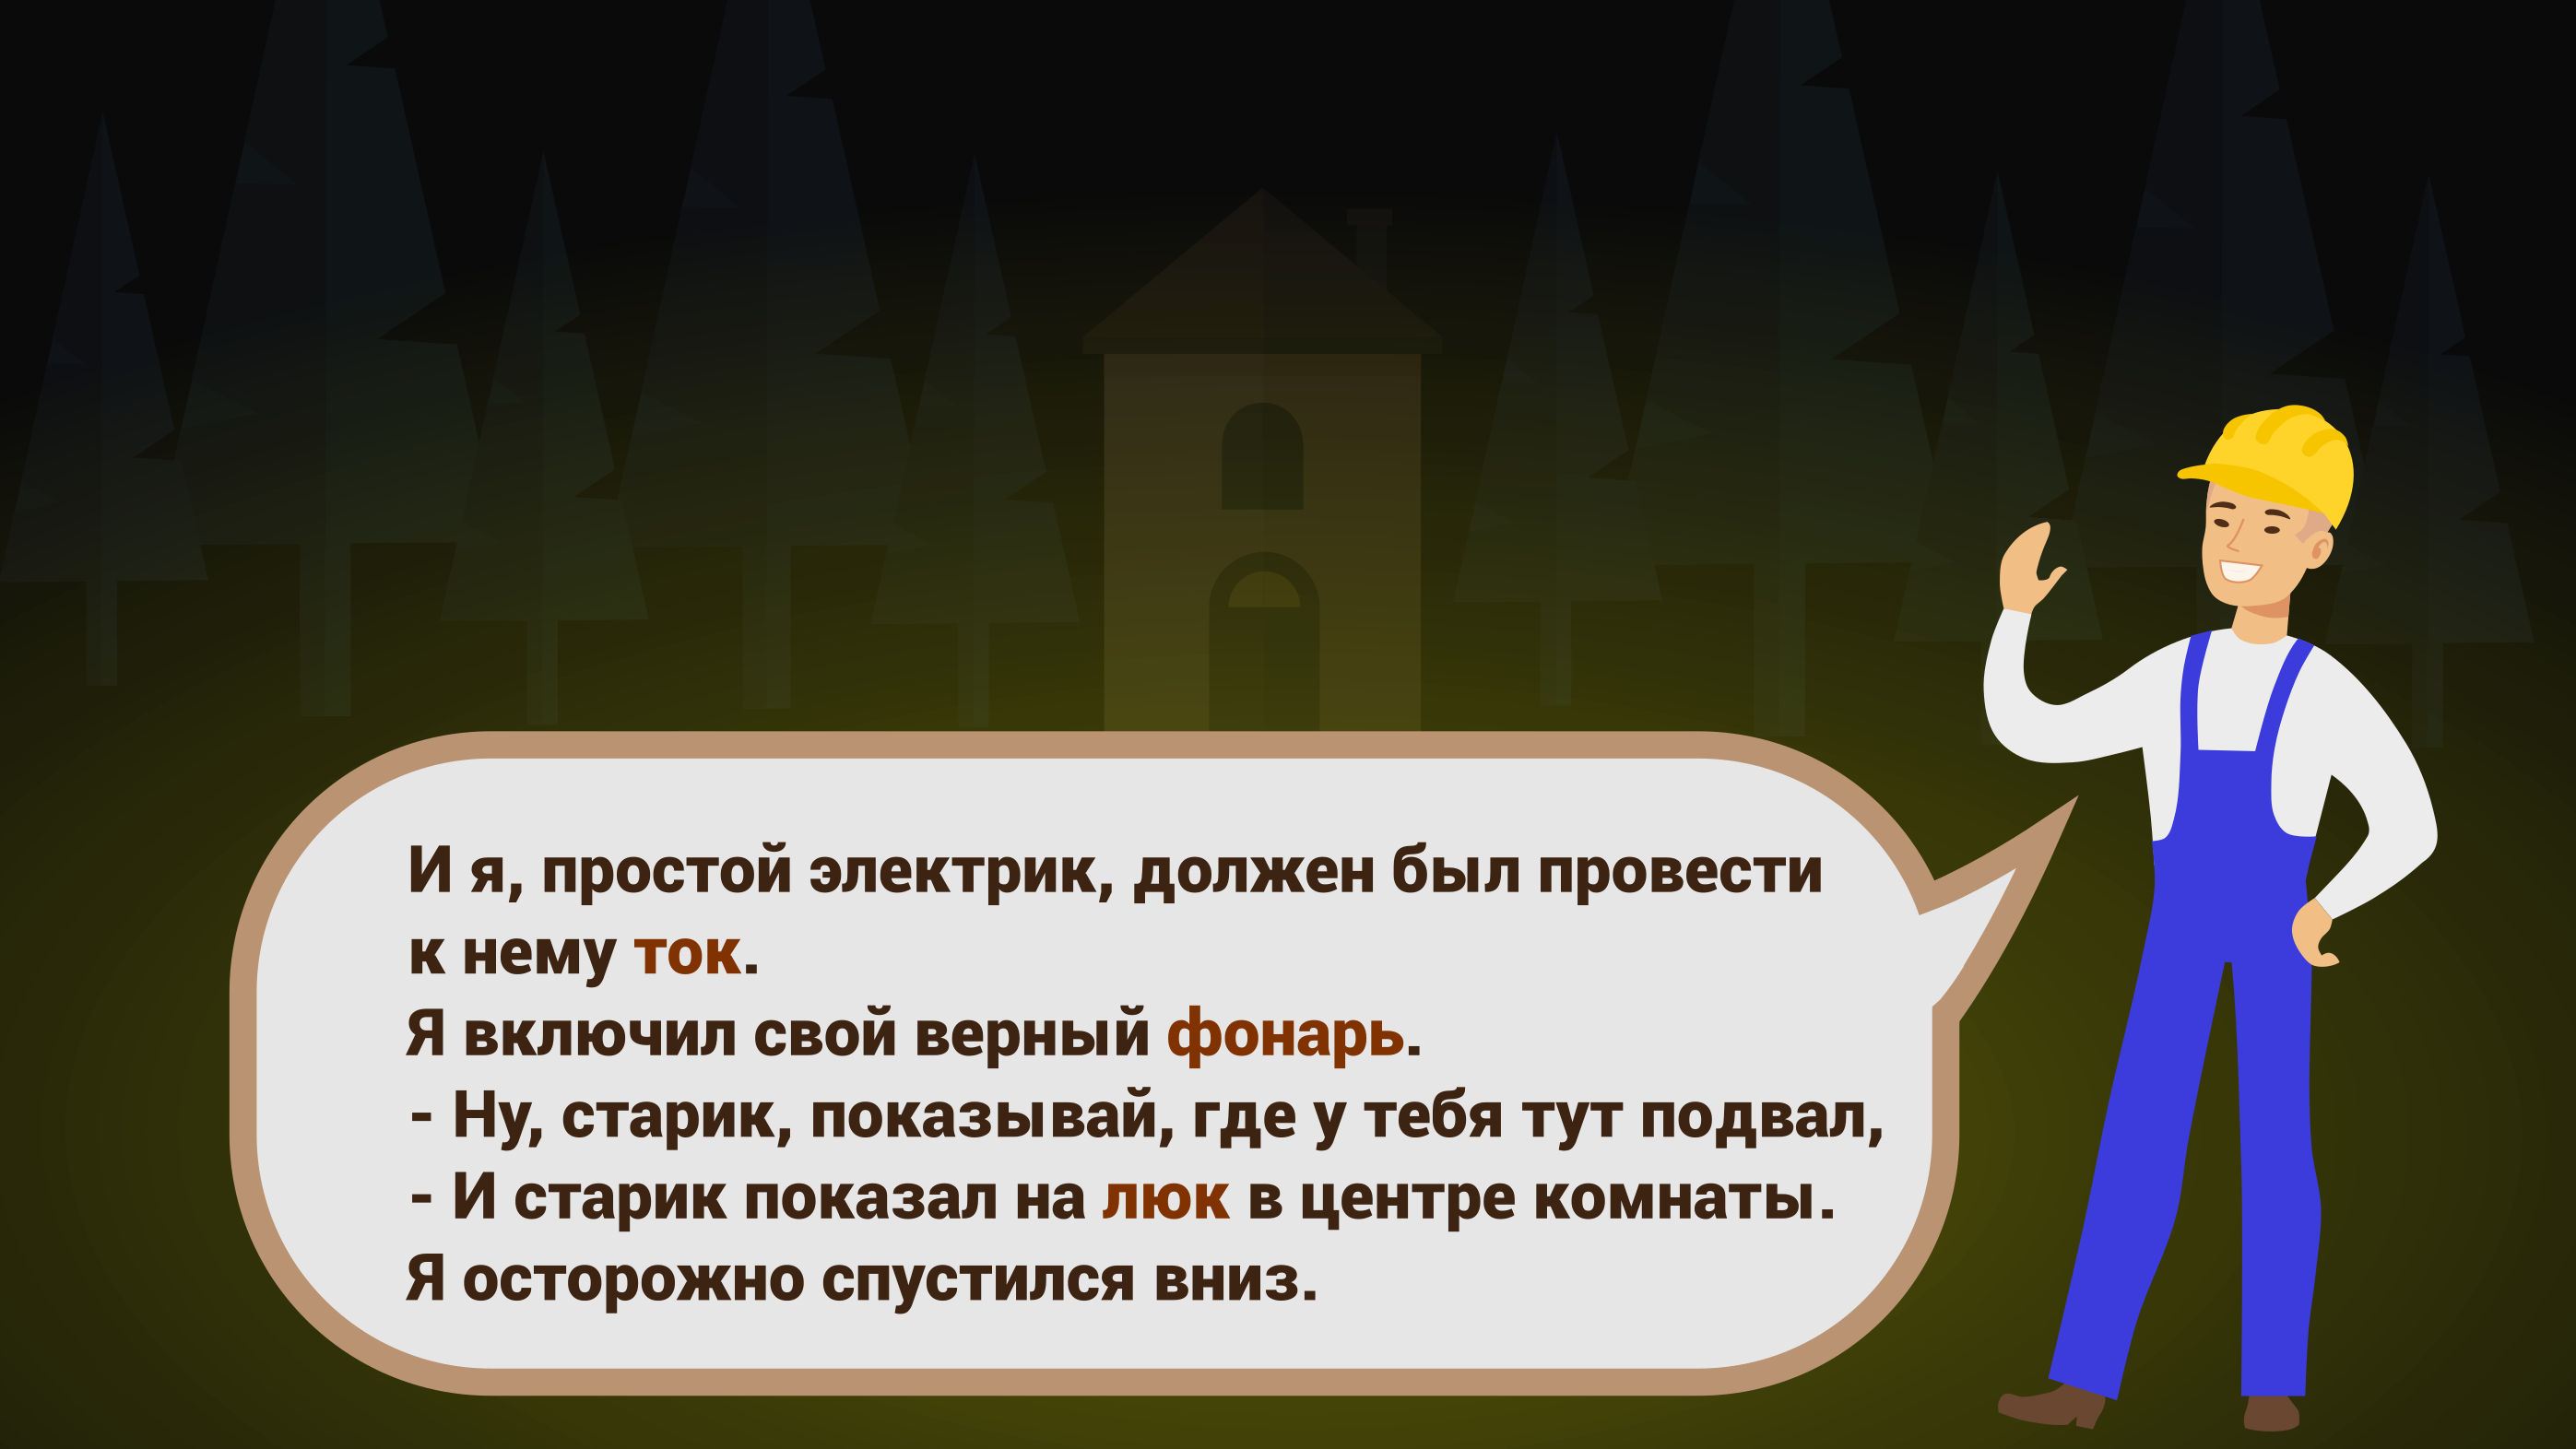 И я, простой электрик, должен был провести
к нему ток.
Я включил свой верный фонарь.
- Ну, старик, показывай, где у тебя тут подвал,
- И старик показал на люк в центре комнаты.
Я осторожно спустился вниз.